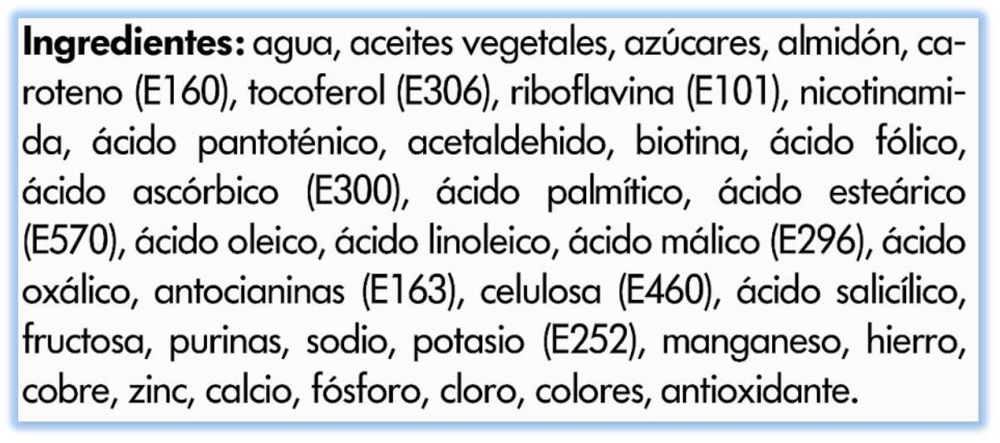 Ingredientes: agua, aceites vegetales, azúcares, almidón, ca-
roteno (E160), tocoferol (E306), riboflavina (E101), nicotinami-
da, ácido pantoténico, acetaldehido, biotina, ácido fólico,
ácido ascórbico (E300), ácido palmítico, ácido esteárico
(E570), ácido oleico, ácido linoleico, ácido málico (E296), ácido
oxálico, antocianinas (E163), celulosa (E460), ácido salicílico,
fructosa, purinas, sodio, potasio (E252), manganeso, hierro,
cobre, zinc, calcio, fósforo, cloro, colores, antioxidante.